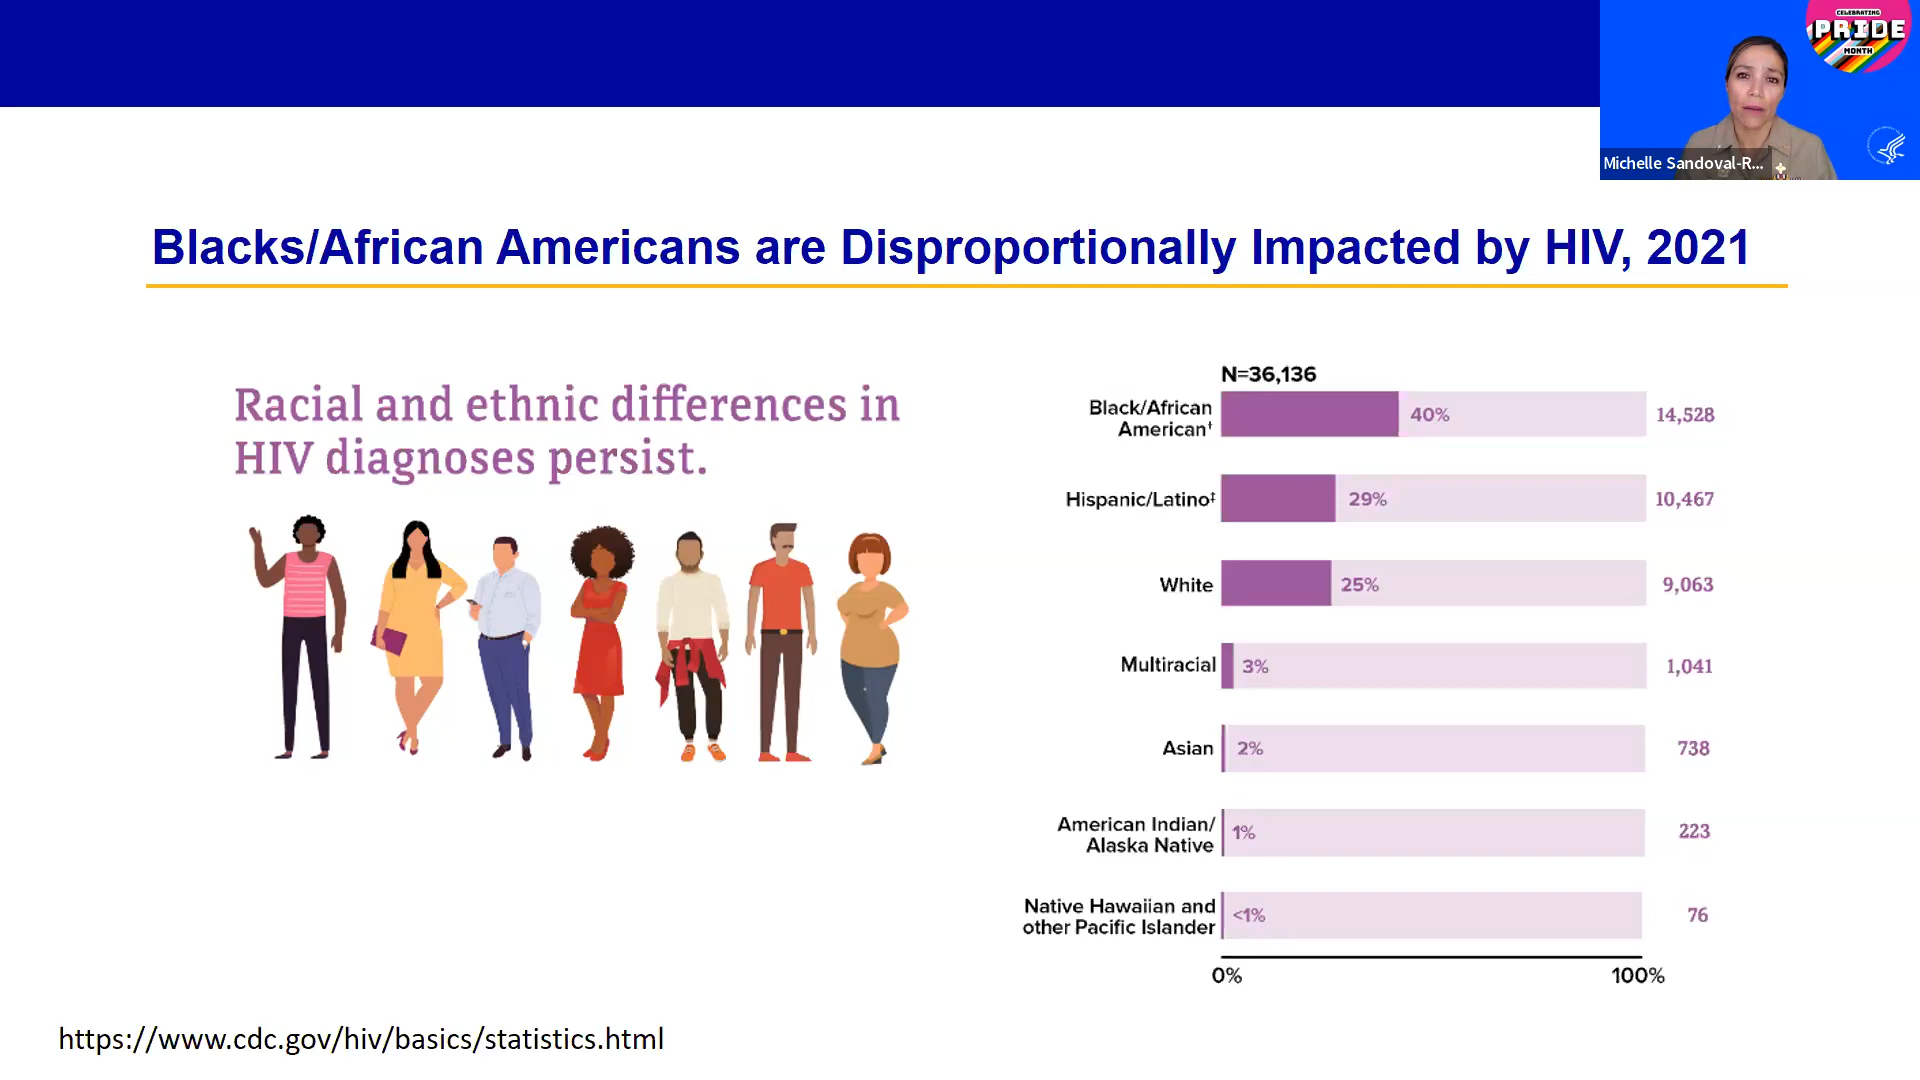 CELEBRATING
PRIDE
MONTH
Michelle Sandoval-R...
Blacks/African Americans are Disproportionally Impacted by HIV, 2021
Racial and ethnic differences in
HIV diagnoses persist.
N=36,136
Black/African
American†
40%
14,528
Hispanic/Latino‡
29%
10,467
White
25%
9,063
Multiracial
3%
1,041
Asian
2%
738
American Indian/
Alaska Native
1%
223
Native Hawaiian and
other Pacific Islander
<1%
76
0%
100%
https://www.cdc.gov/hiv/basics/statistics.html